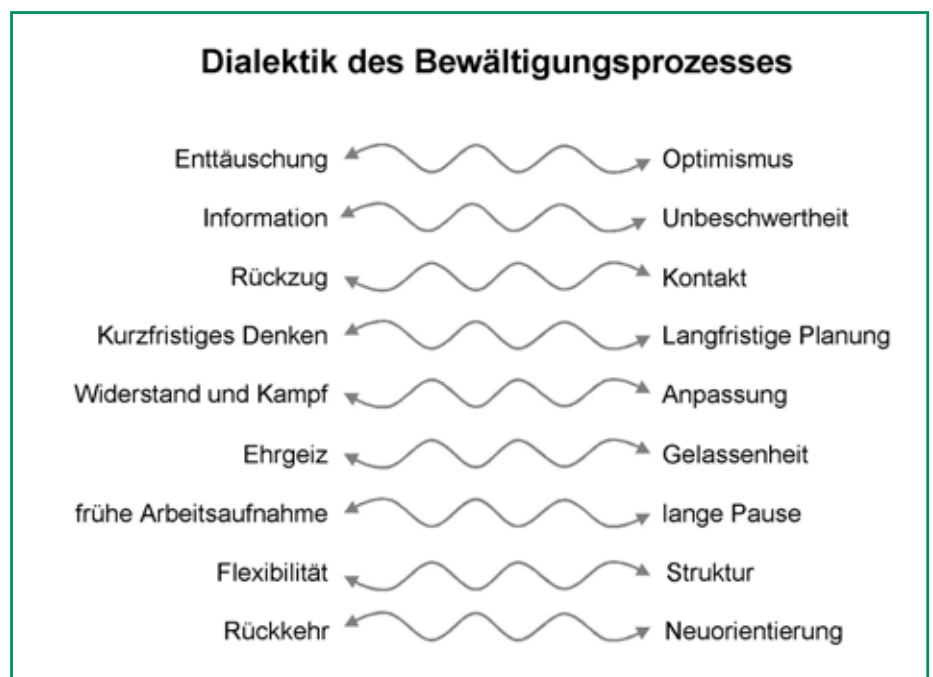 Dialektik des Bewältigungsprozesses
Enttäuschung Optimismus
Information Unbeschwertheit
Rückzug Kontakt
Kurzfristiges Denken Langfristige Planung
Widerstand und Kampf Anpassung
Ehrgeiz Gelassenheit
frühe Arbeitsaufnahme lange Pause
Flexibilität Struktur
Rückkehr Neuorientierung